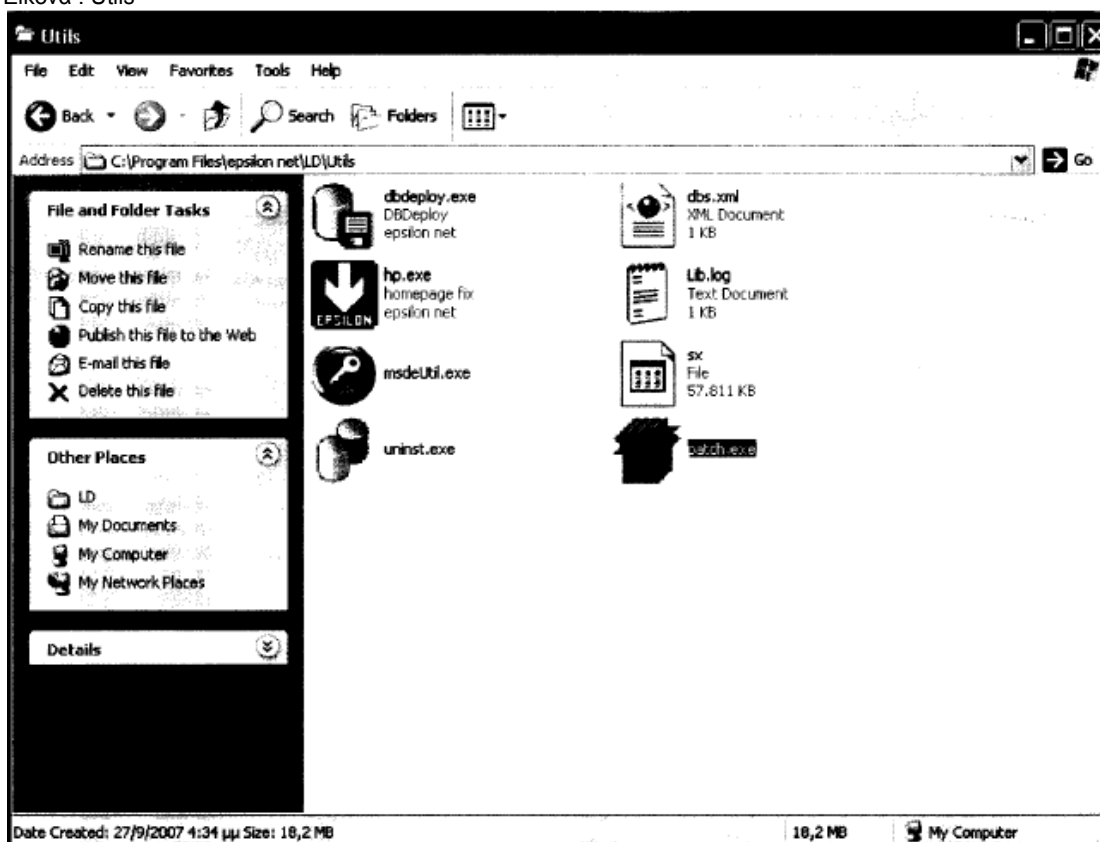 Utils
File Edit View Favorites Tools Help
Back Search Folders
Address C:\Program Files\epsilon net\LD\Utils Go
File and Folder Tasks
Rename this file
Move this file
Copy this file
Publish this file to the Web
E-mail this file
Delete this file
Other Places
LD
My Documents
My Computer
My Network Places
Details
dbdeploy.exe
DBDeploy
epsilon net
dbs.xml
XML Document
1 KB
EPSILON
hp.exe
homepage fix
epsilon net
Lib.log
Text Document
1 KB
msdeUtil.exe
sx
File
57.811 KB
uninst.exe
patch.exe
Date Created: 27/9/2007 4:34 μμ Size: 18,2 MB 18,2 MB My Computer